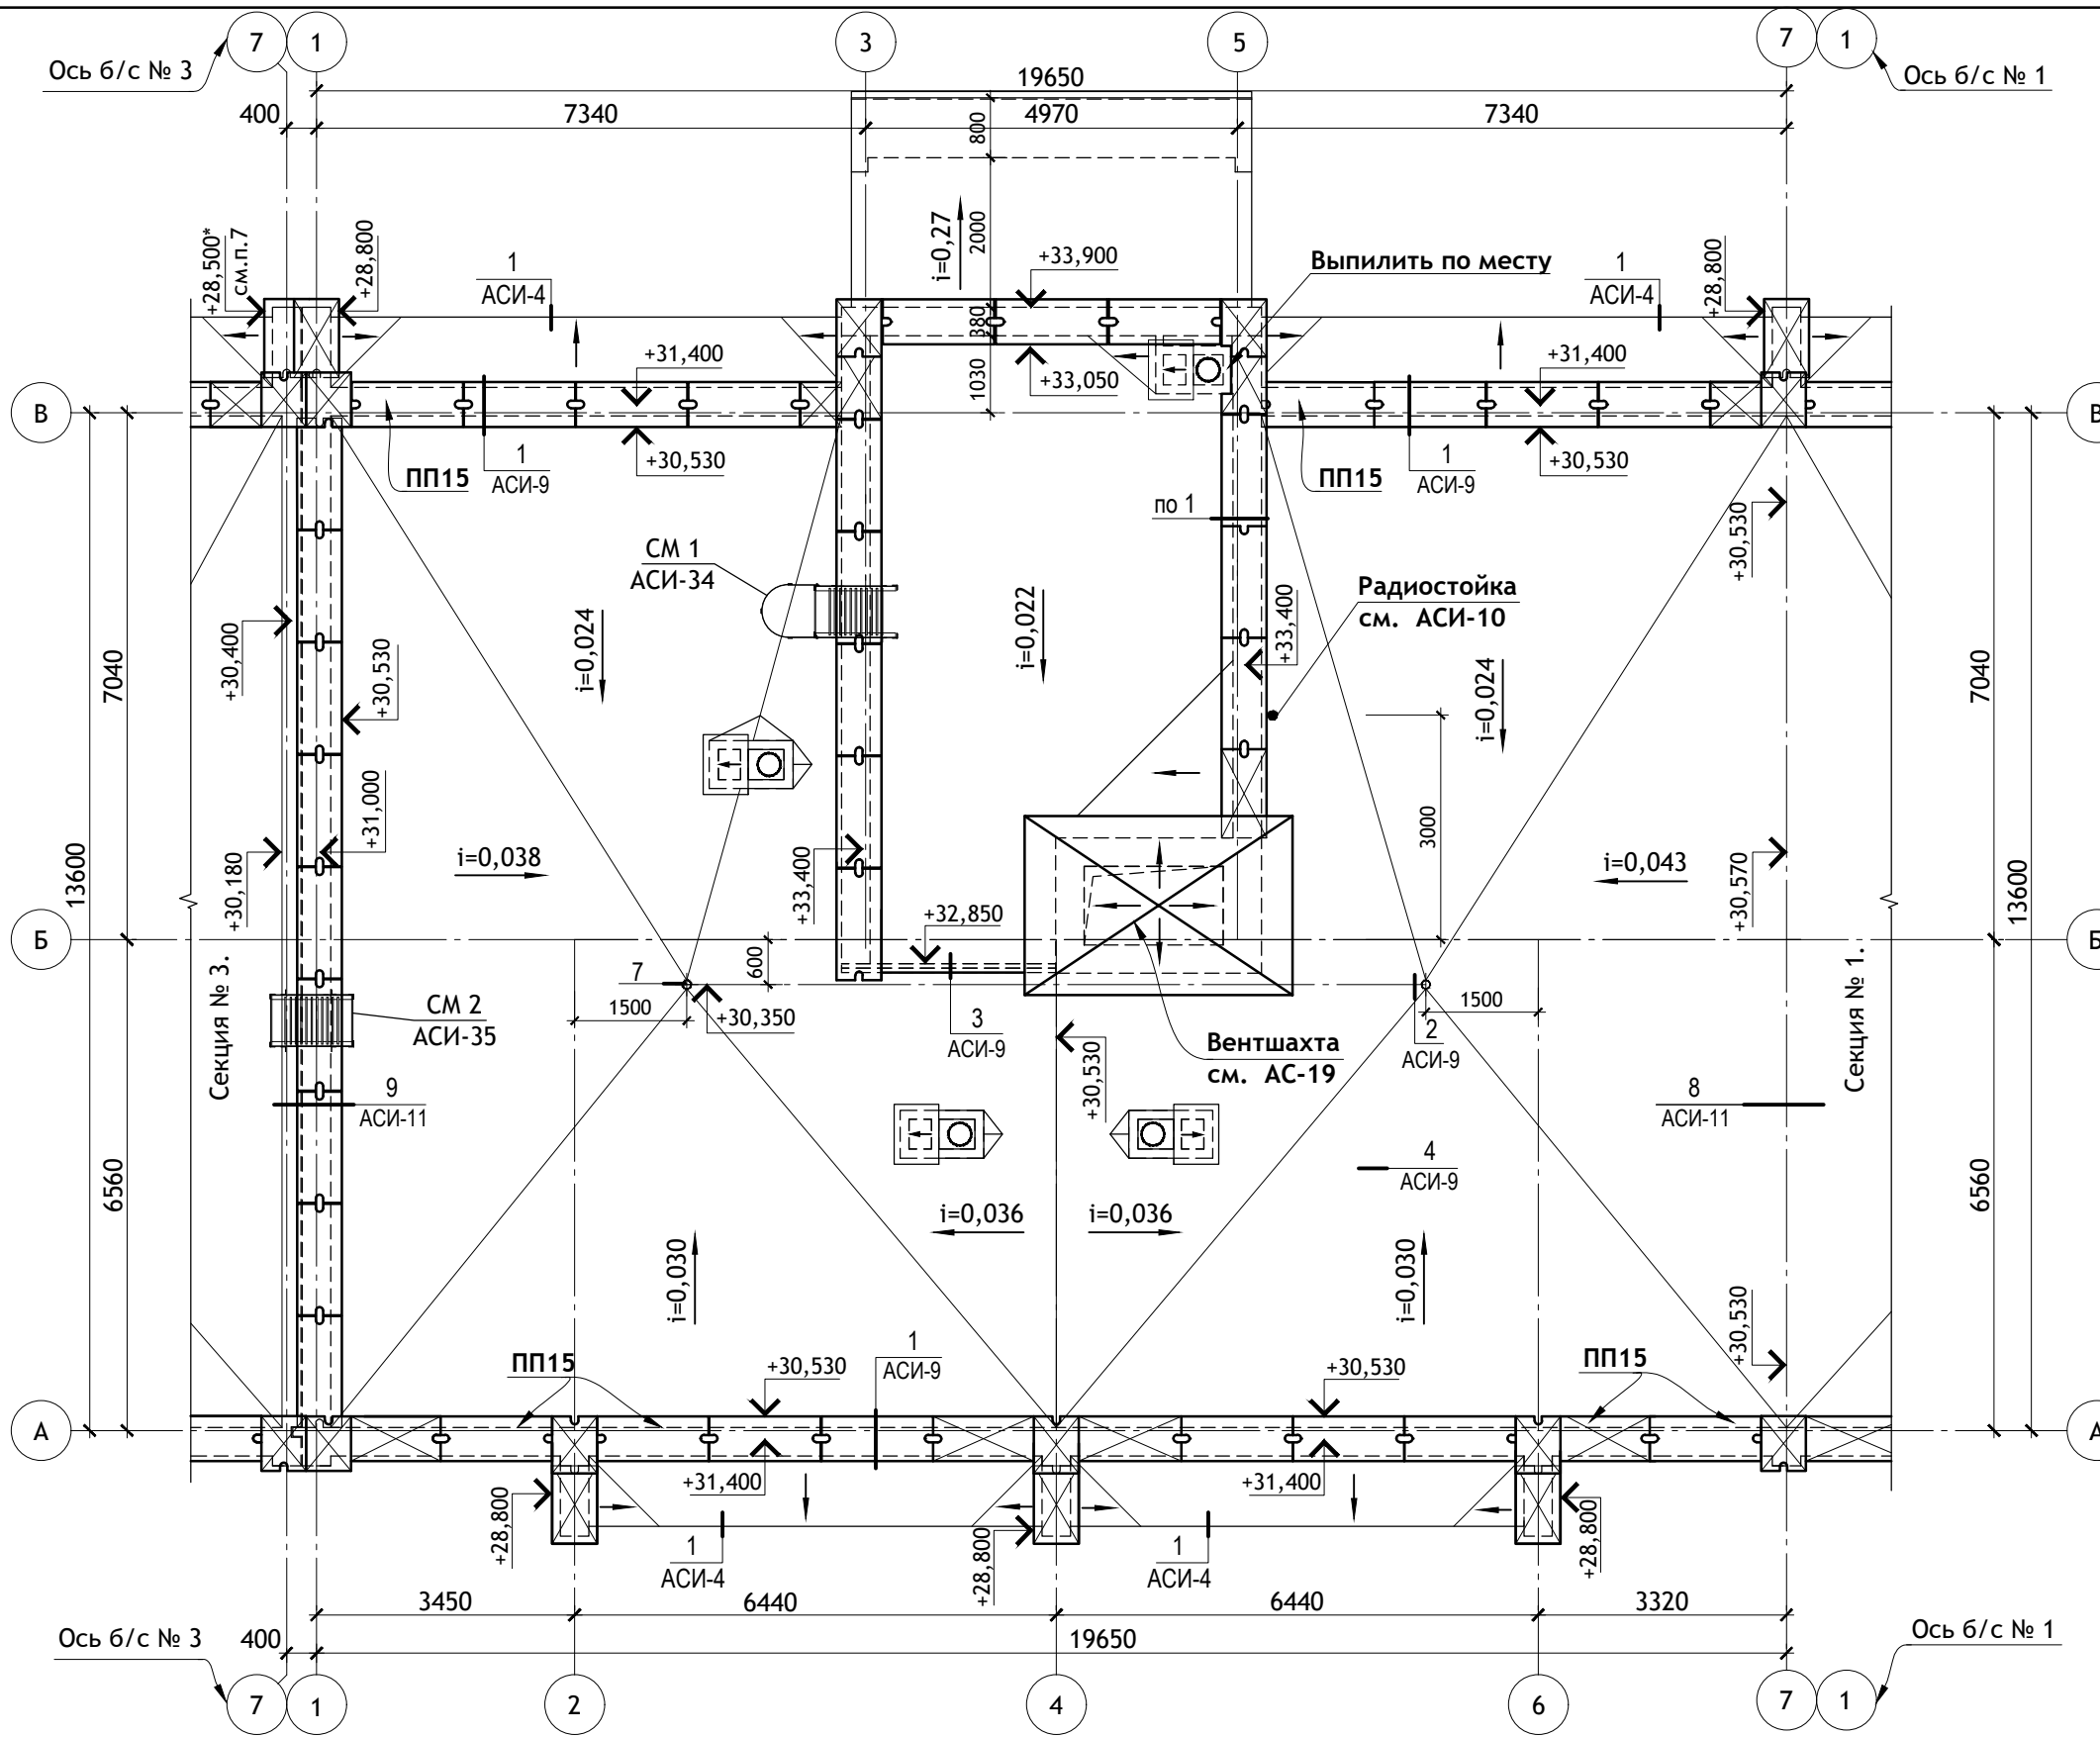 7
1
3
5
7
1
Ось б/с № 3
Ось б/с № 1
19650
400
7340
4970
7340
800
2000
380
1030
i=0,27
+28,500*
см.п.7
+28,800
1
АСИ-4
+33,900
Выпилить по месту
1
АСИ-4
+28,800
+31,400
+33,050
+31,400
В
В
+30,530
ПП15
1
АСИ-9
ПП15
1
АСИ-9
+30,530
по 1
+30,530
СМ 1
АСИ-34
Радиостойка
см. АСИ-10
+30,400
+30,530
i=0,024
i=0,022
+33,400
i=0,024
7040
7040
13600
13600
+31,000
+30,180
i=0,038
+33,400
3000
i=0,043
+30,570
+32,850
Б
Б
600
7
1500
+30,350
1500
Секция № 3.
Секция № 1.
СМ 2
АСИ-35
3
АСИ-9
+30,530
Вентшахта
см. АС-19
2
АСИ-9
9
АСИ-11
8
АСИ-11
4
АСИ-9
6560
6560
i=0,036
i=0,036
i=0,030
i=0,030
+30,530
ПП15
+30,530
1
АСИ-9
+30,530
ПП15
А
А
+31,400
+31,400
+28,800
+28,800
+28,800
1
АСИ-4
1
АСИ-4
3450
6440
6440
3320
Ось б/с № 3
400
19650
Ось б/с № 1
7
1
2
4
6
7
1